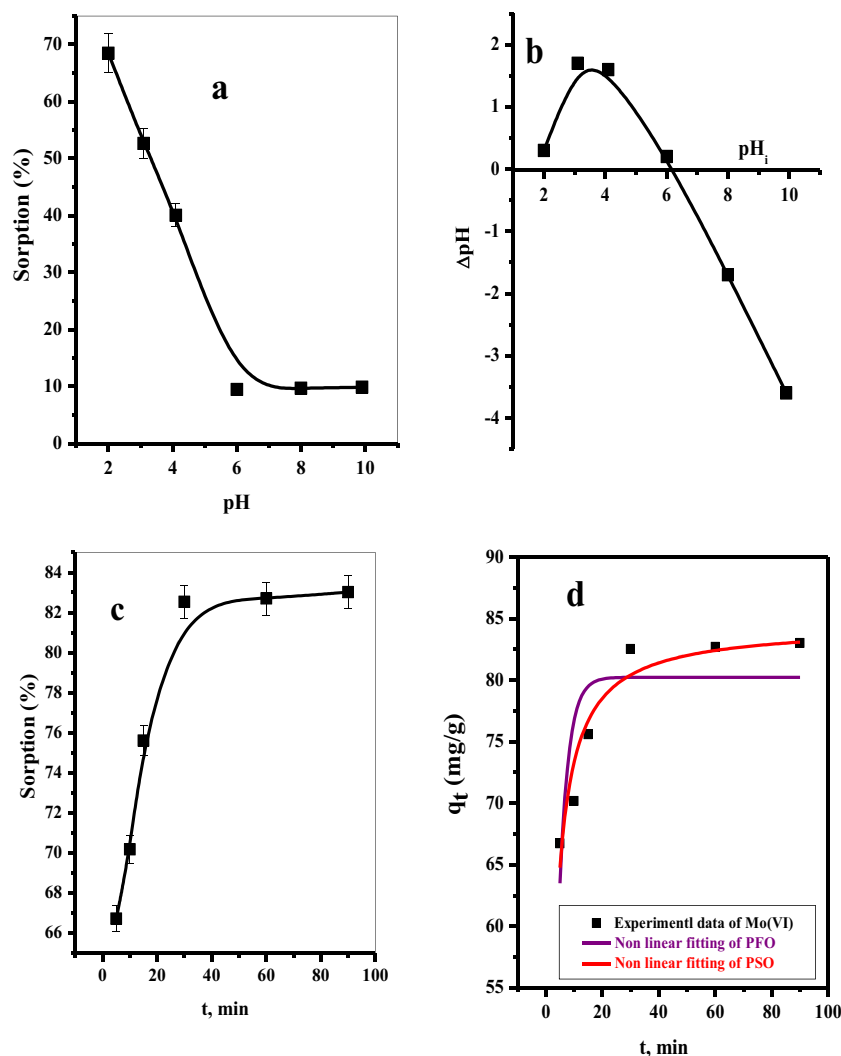 a
Sorption (%)
70
60
50
40
30
20
10
0
2 4 6 8 10
pH
b
ΔpH
2
1
0
-1
-2
-3
-4
pHi
2 4 6 8 10
c
Sorption (%)
84
82
80
78
76
74
72
70
68
66
0 20 40 60 80 100
t, min
d
qt (mg/g)
90
85
80
75
70
65
60
55
Experimentl data of Mo(VI)
Non linear fitting of PFO
Non linear fitting of PSO
0 20 40 60 80 100
t, min